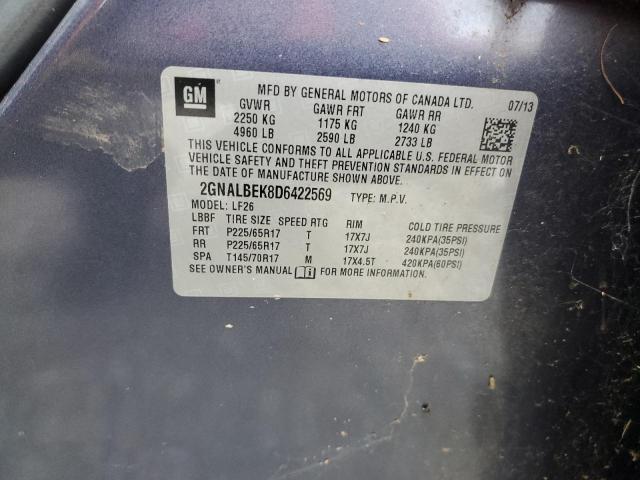 GM
MFD BY GENERAL MOTORS OF CANADA LTD. 07/13
GVWR GAWR FRT GAWR RR
2250 KG 1175 KG 1240 KG
4960 LB 2590 LB 2733 LB
THIS VEHICLE CONFORMS TO ALL APPLICABLE U.S. FEDERAL MOTOR
VEHICLE SAFETY AND THEFT PREVENTION STANDARDS IN EFFECT ON
THE DATE OF MANUFACTURE SHOWN ABOVE.
2GNALBEK8D6422569 TYPE: M.P.V.
MODEL: LF26
LBBF TIRE SIZE SPEED RTG RIM COLD TIRE PRESSURE
FRT P225/65R17 T 17X7J 240KPA(35PSI)
RR P225/65R17 T 17X7J 240KPA(35PSI)
SPA T145/70R17 M 17X4.5T 420KPA(60PSI)
SEE OWNER'S MANUAL FOR MORE INFORMATION.